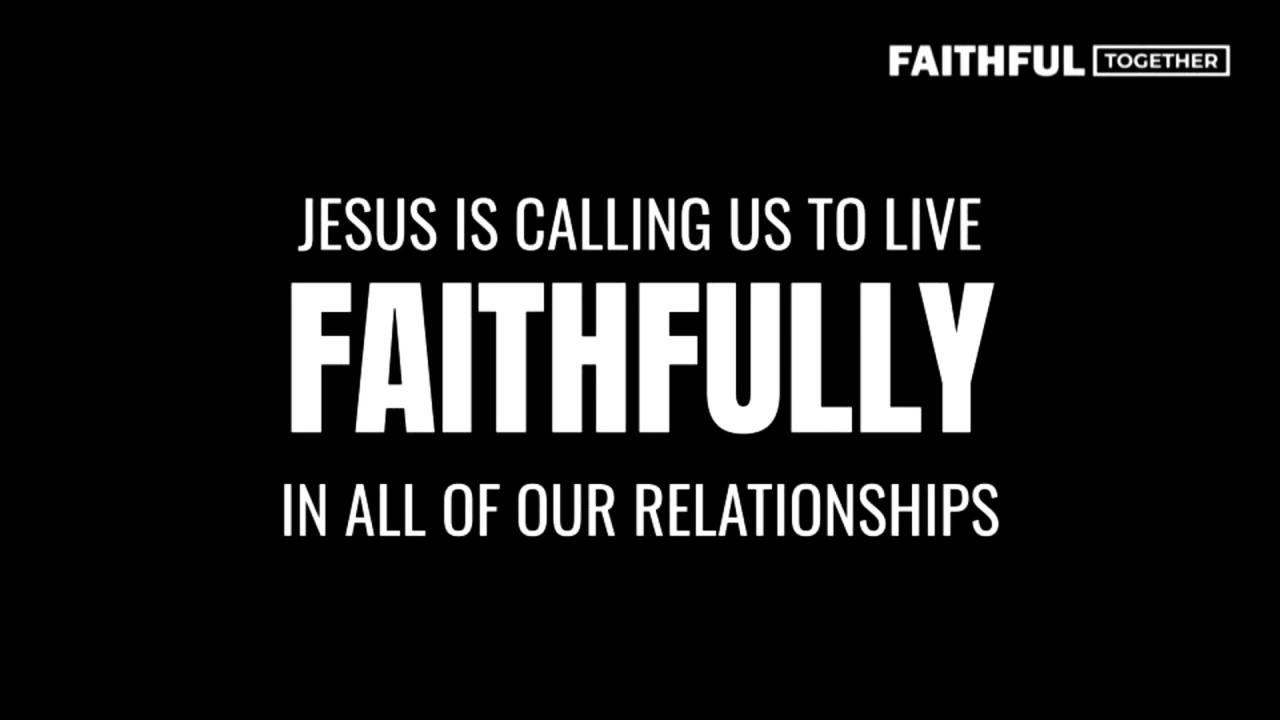 FAITHFUL TOGETHER
JESUS IS CALLING US TO LIVE
FAITHFULLY
IN ALL OF OUR RELATIONSHIPS